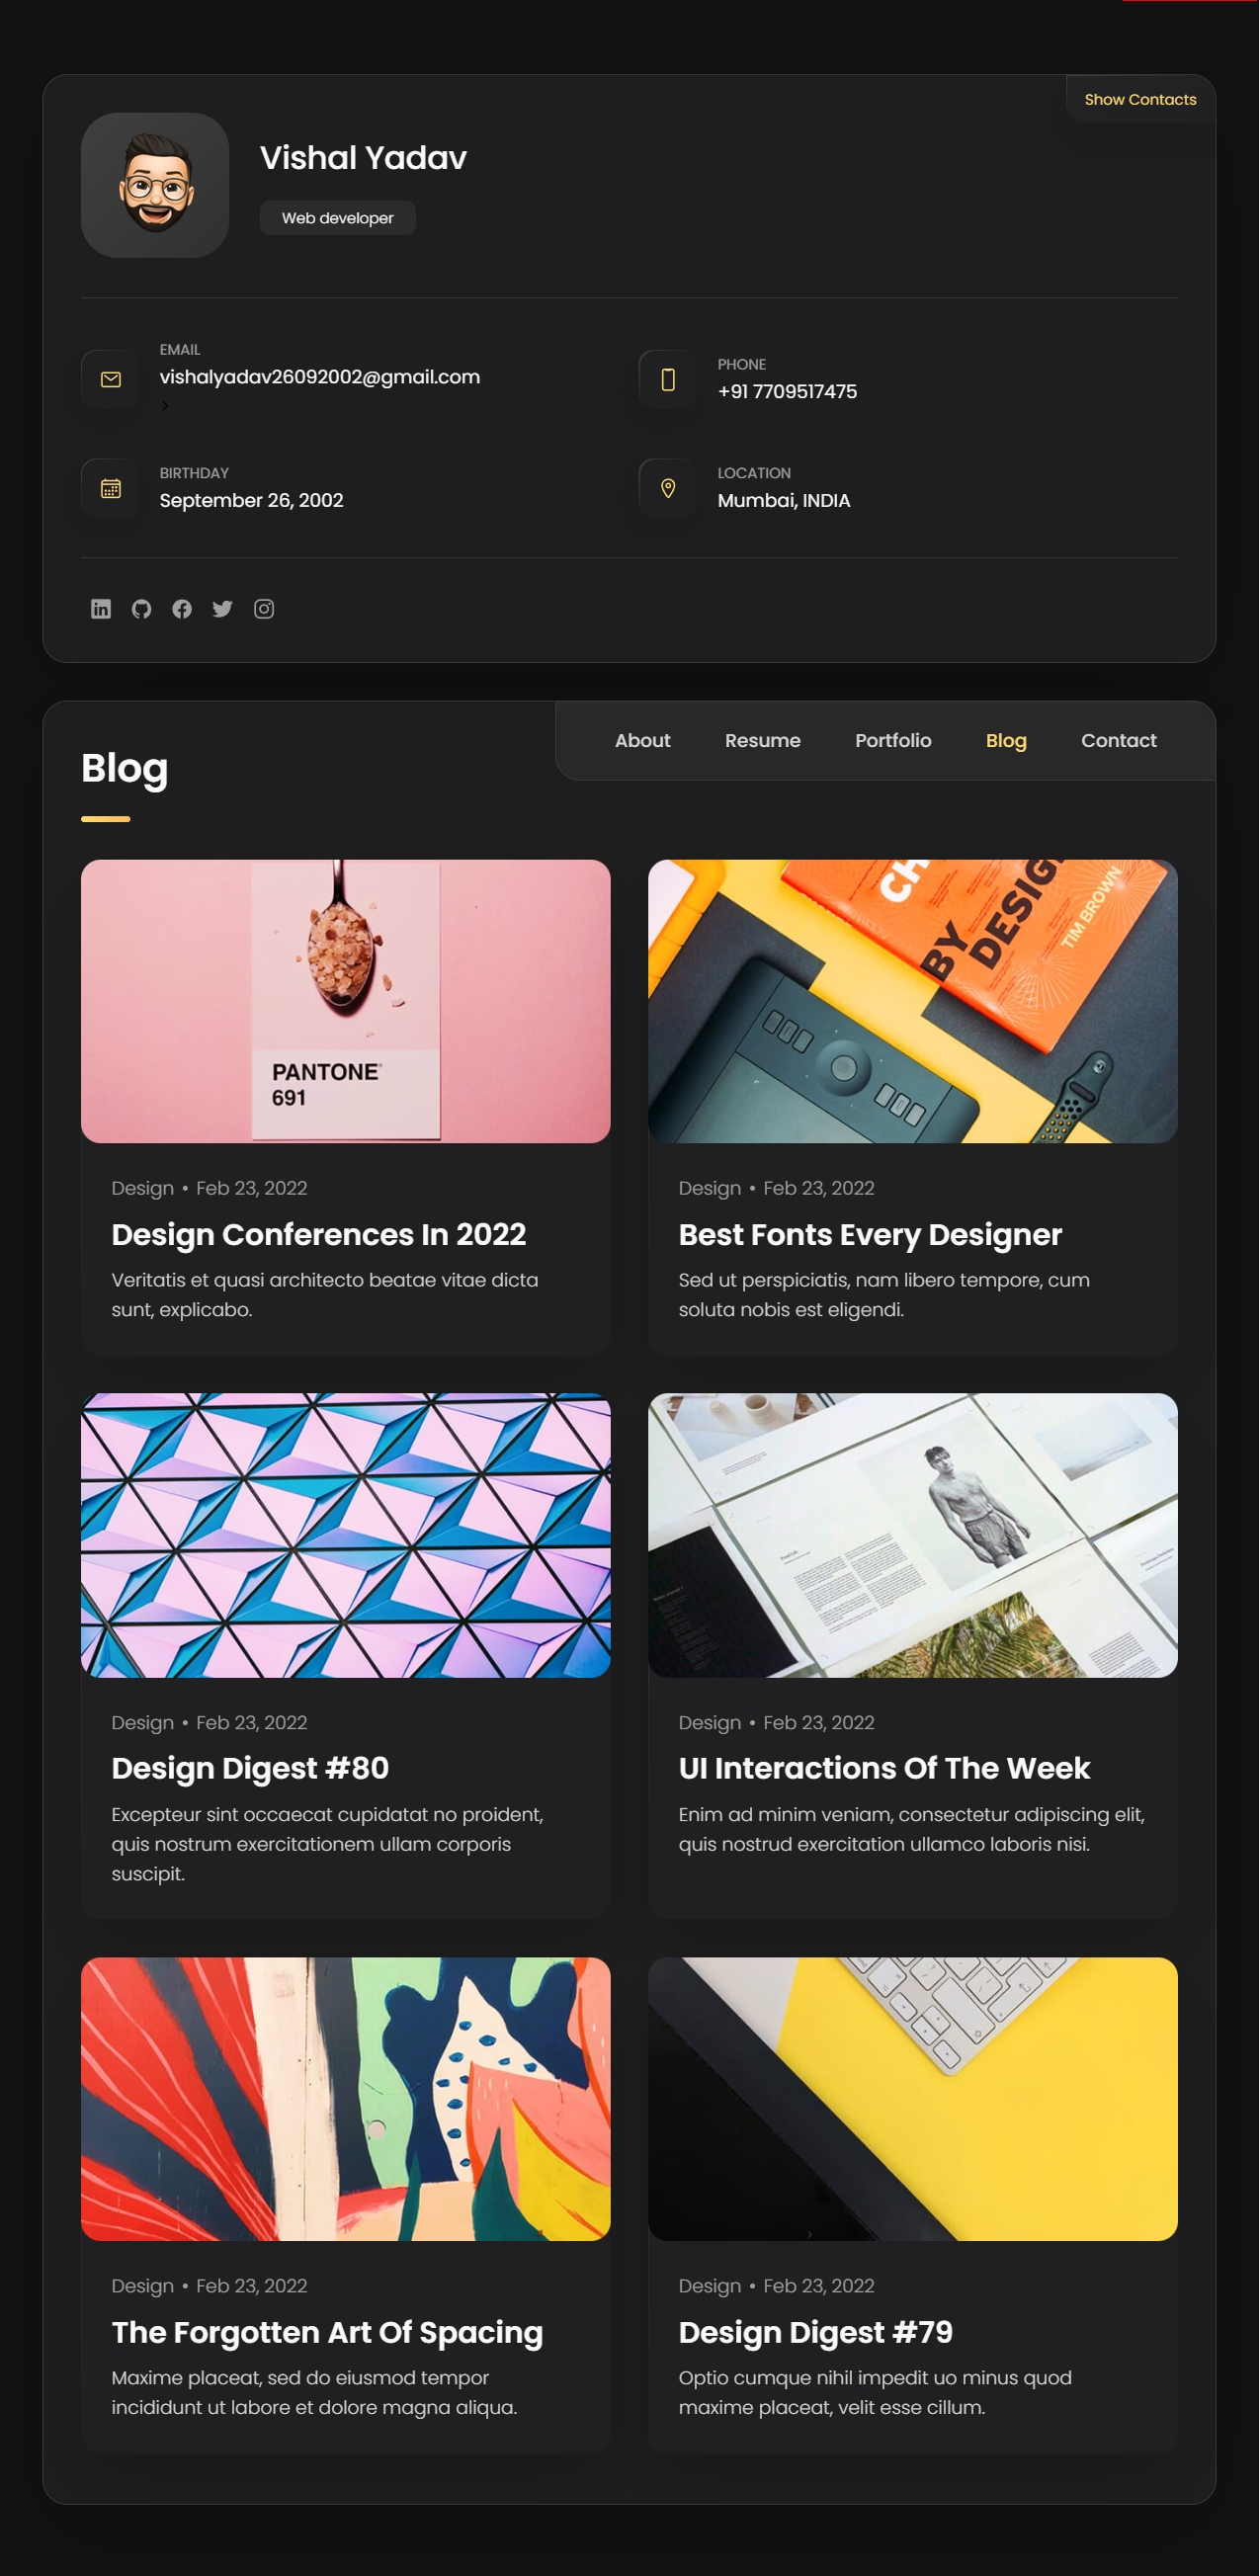 Show Contacts
Vishal Yadav
Web developer
EMAIL
vishalyadav26092002@gmail.com
>
PHONE
+91 7709517475
BIRTHDAY
September 26, 2002
LOCATION
Mumbai, INDIA
About Resume Portfolio Blog Contact
Blog
PANTONE
691
BY
DESIGN
TIM BROWN
Design • Feb 23, 2022
Design Conferences In 2022
Veritatis et quasi architecto beatae vitae dicta
sunt, explicabo.
Design • Feb 23, 2022
Best Fonts Every Designer
Sed ut perspiciatis, nam libero tempore, cum
soluta nobis est eligendi.
Design • Feb 23, 2022
Design Digest #80
Excepteur sint occaecat cupidatat no proident,
quis nostrum exercitationem ullam corporis
suscipit.
Design • Feb 23, 2022
UI Interactions Of The Week
Enim ad minim veniam, consectetur adipiscing elit,
quis nostrud exercitation ullamco laboris nisi.
Design • Feb 23, 2022
The Forgotten Art Of Spacing
Maxime placeat, sed do eiusmod tempor
incididunt ut labore et dolore magna aliqua.
Design • Feb 23, 2022
Design Digest #79
Optio cumque nihil impedit uo minus quod
maxime placeat, velit esse cillum.